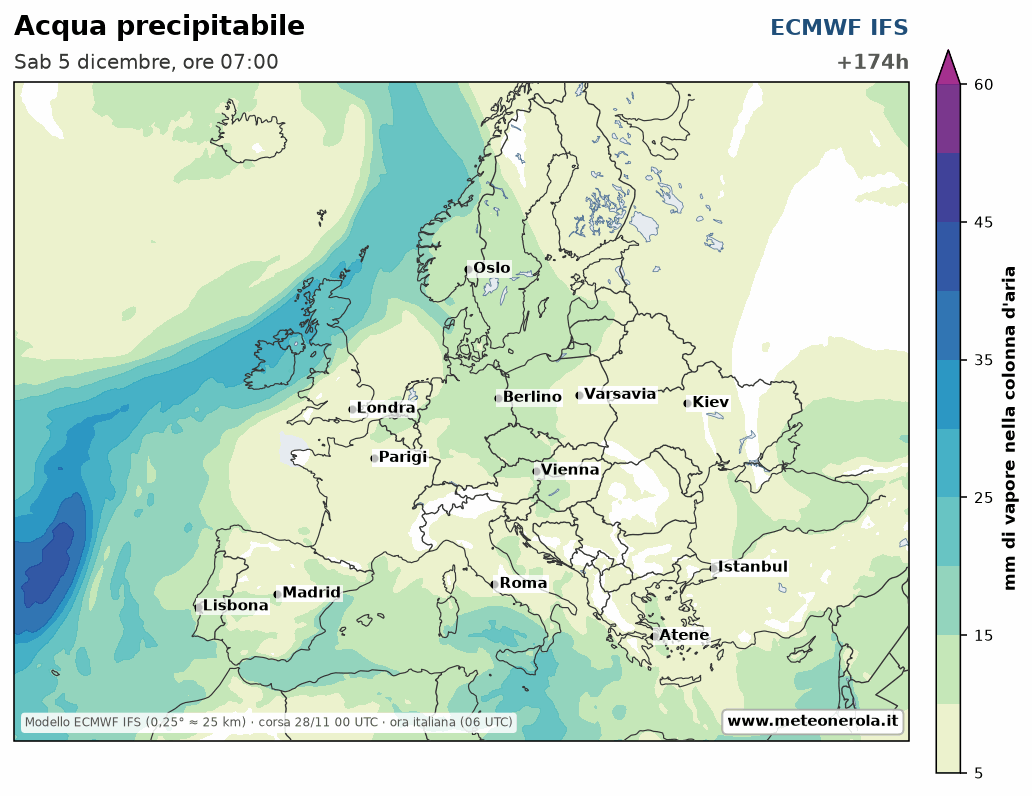 Acqua precipitabile
ECMWF IFS
Sab 5 dicembre, ore 07:00
+174h
60
45
35
25
15
5
mm di vapore nella colonna d'aria
Oslo
Berlino
Varsavia
Kiev
Londra
Parigi
Vienna
Istanbul
Roma
Madrid
Lisbona
Atene
Modello ECMWF IFS (0,25° ≈ 25 km) · corsa 28/11 00 UTC · ora italiana (06 UTC)
www.meteonerola.it